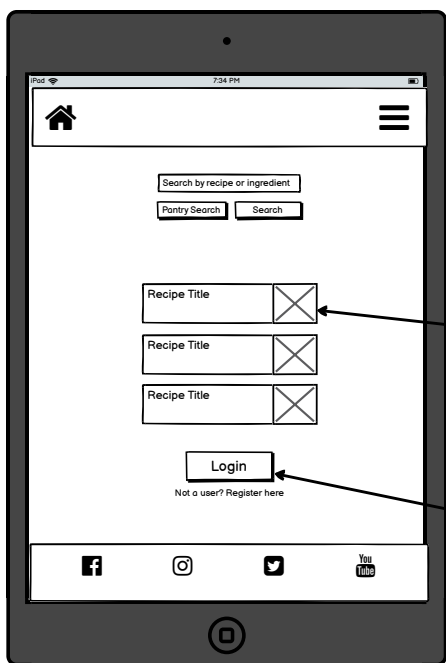 iPad 7:34 PM
Search by recipe or ingredient
Pantry Search Search
Recipe Title
Recipe Title
Recipe Title
Login
Not a user? Register here
You
Tube